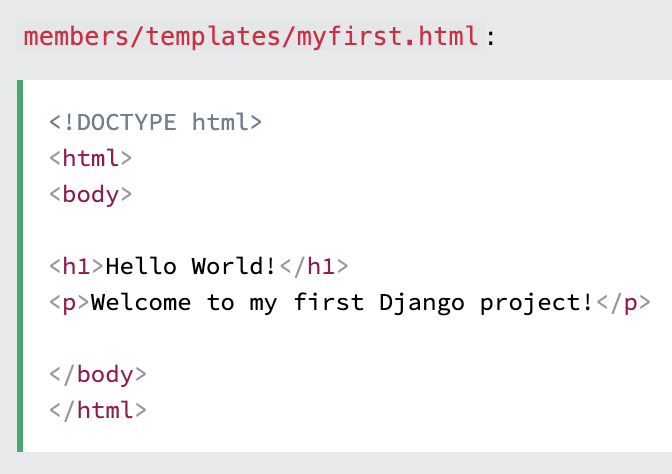 members/templates/myfirst.html:
<!DOCTYPE html>
<html>
<body>
<h1>Hello World!</h1>
<p>Welcome to my first Django project!</p>
</body>
</html>